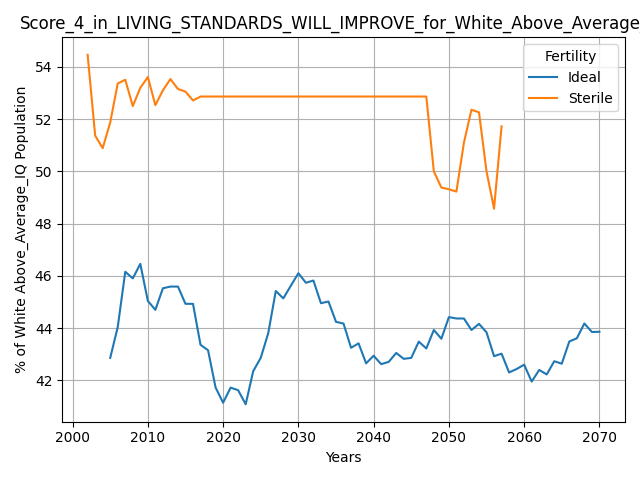 Score_4_in_LIVING_STANDARDS_WILL_IMPROVE_for_White_Above_Average
% of White Above_Average_IQ Population
54
52
50
48
46
44
42
Fertility
Ideal
Sterile
2000 2010 2020 2030 2040 2050 2060 2070
Years